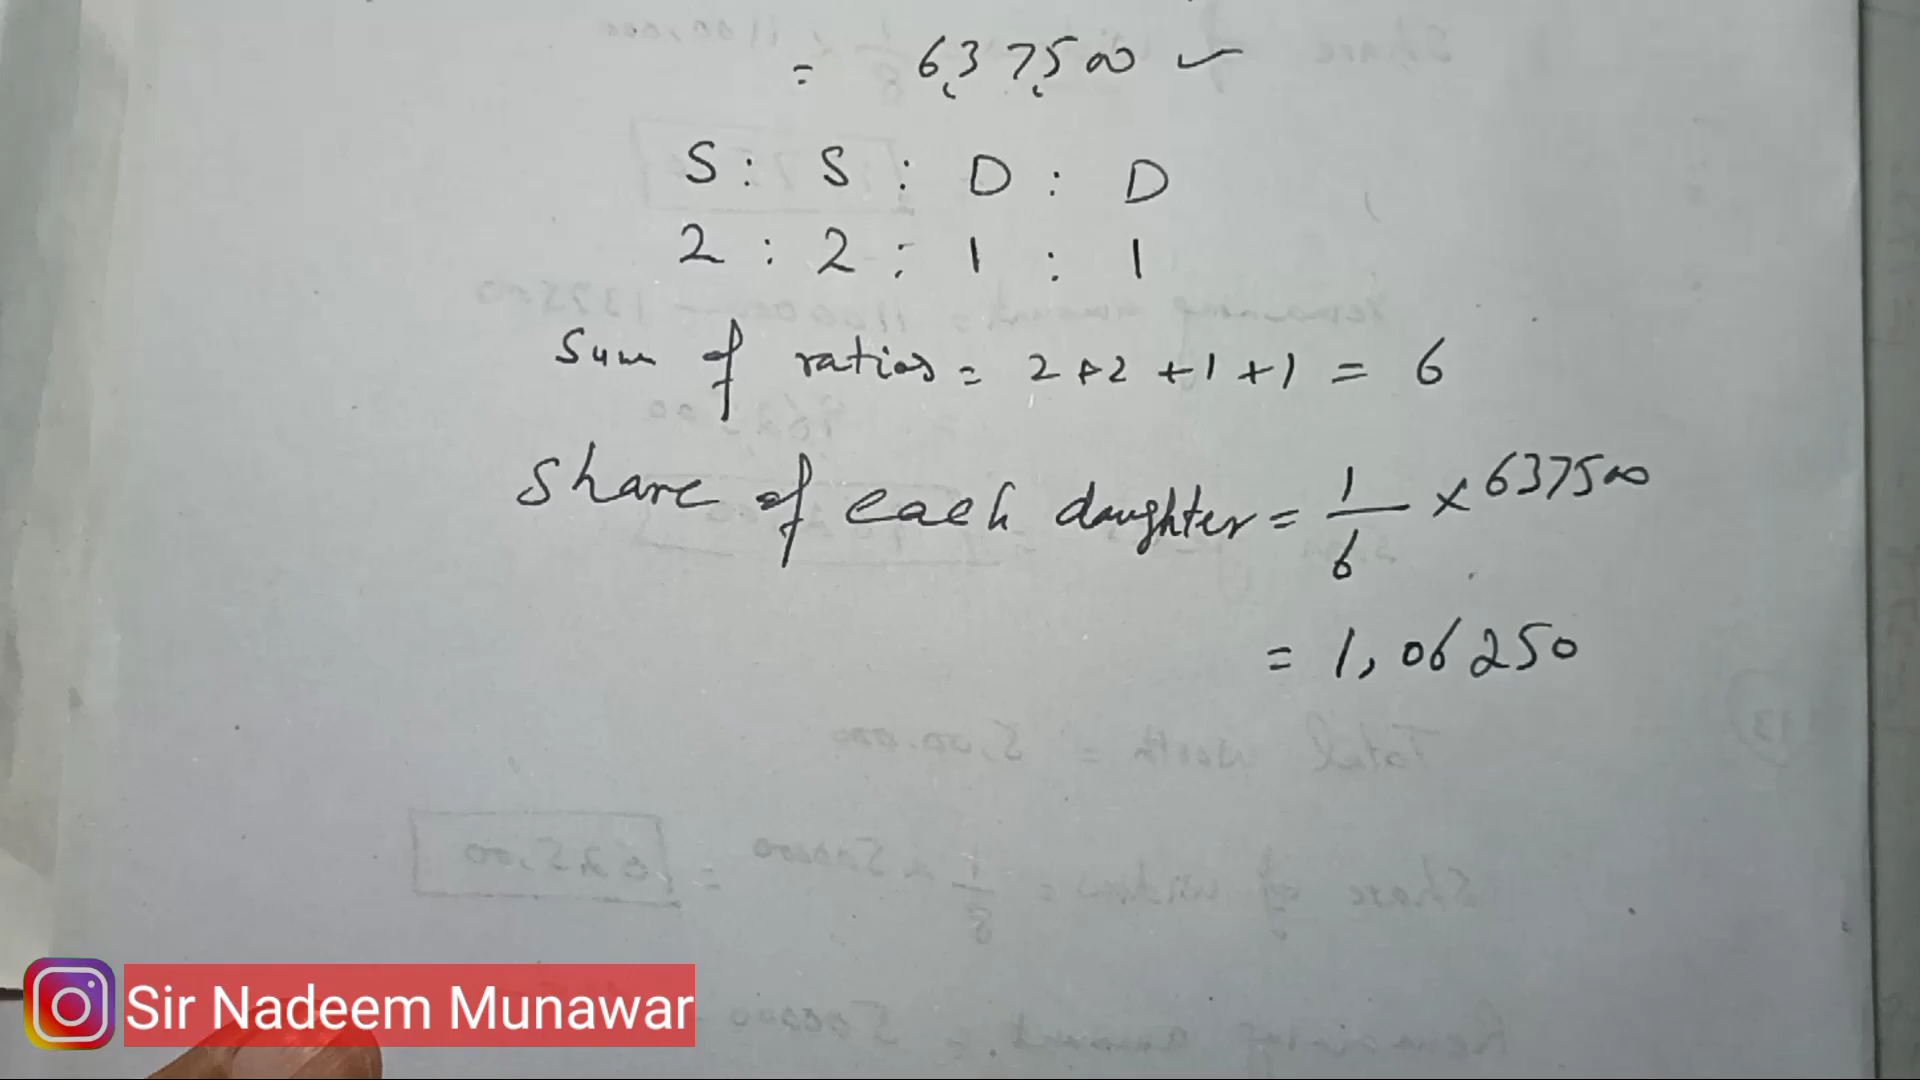 = 637500
S : S : D : D
2 : 2 : 1 : 1
Sum of ratios = 2+2+1+1 = 6
Share of each daughter = 1/6 × 637500
= 1,06250
Sir Nadeem Munawar